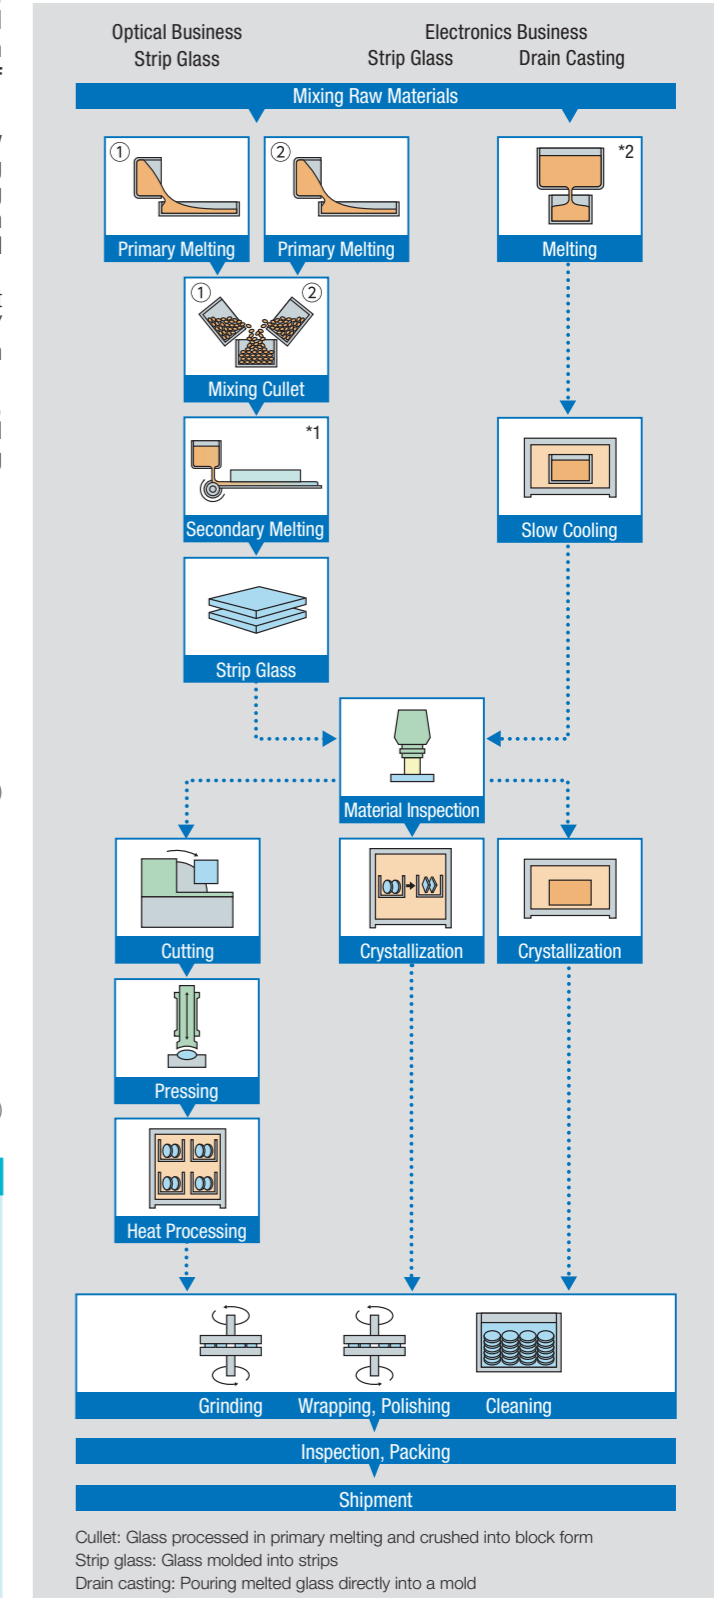 Optical Business
Strip Glass
Electronics Business
Strip Glass
Drain Casting
Mixing Raw Materials
①
Primary Melting
②
Primary Melting
*2
Melting
① ②
Mixing Cullet
*1
Secondary Melting
Slow Cooling
Strip Glass
Material Inspection
Cutting
Crystallization
Crystallization
Pressing
Heat Processing
Grinding
Wrapping, Polishing
Cleaning
Inspection, Packing
Shipment
Cullet: Glass processed in primary melting and crushed into block form
Strip glass: Glass molded into strips
Drain casting: Pouring melted glass directly into a mold